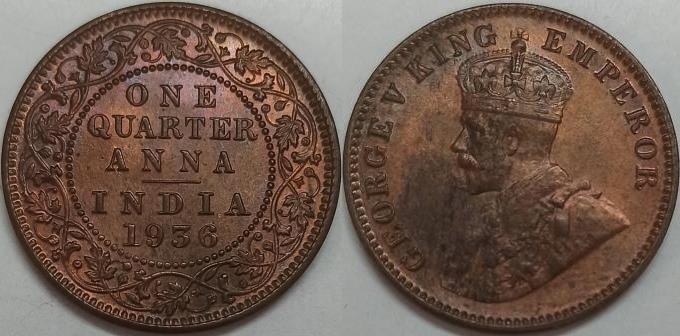 ONE
QUARTER
ANNA
INDIA
1936
GEORGE V KING EMPEROR